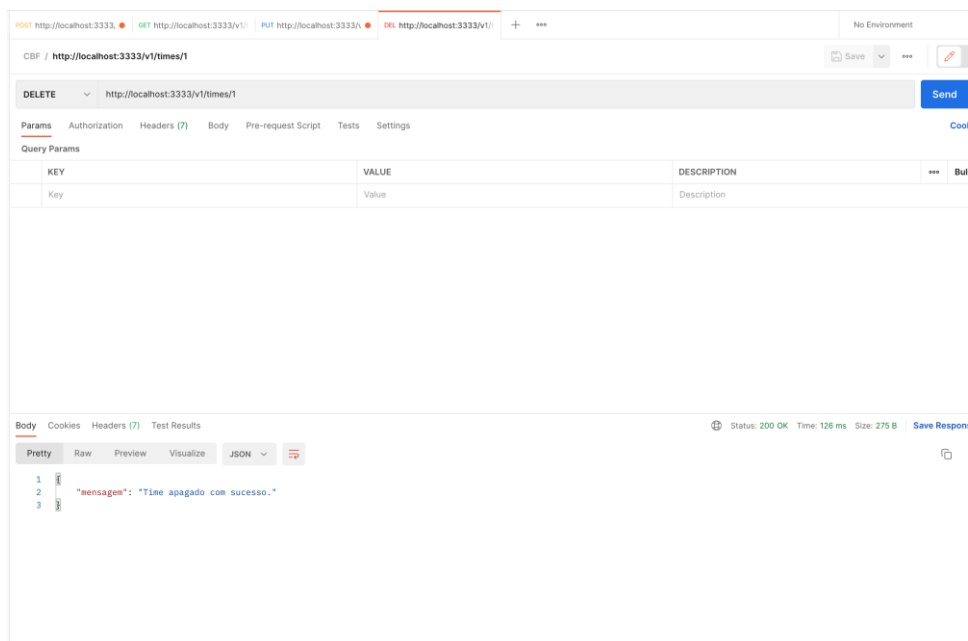 POST http://localhost:3333, GET http://localhost:3333/v1/ PUT http://localhost:3333/v DEL http://localhost:3333/v1/t No Environment
CBF / http://localhost:3333/v1/times/1 Save
DELETE http://localhost:3333/v1/times/1 Send
Params Authorization Headers (7) Body Pre-request Script Tests Settings Cool
Query Params
KEY VALUE DESCRIPTION Bul
Key Value Description
Body Cookies Headers (7) Test Results Status: 200 OK Time: 126 ms Size: 275 B Save Respon
Pretty Raw Preview Visualize JSON
1 {
2 "mensagem": "Time apagado com sucesso."
3 }